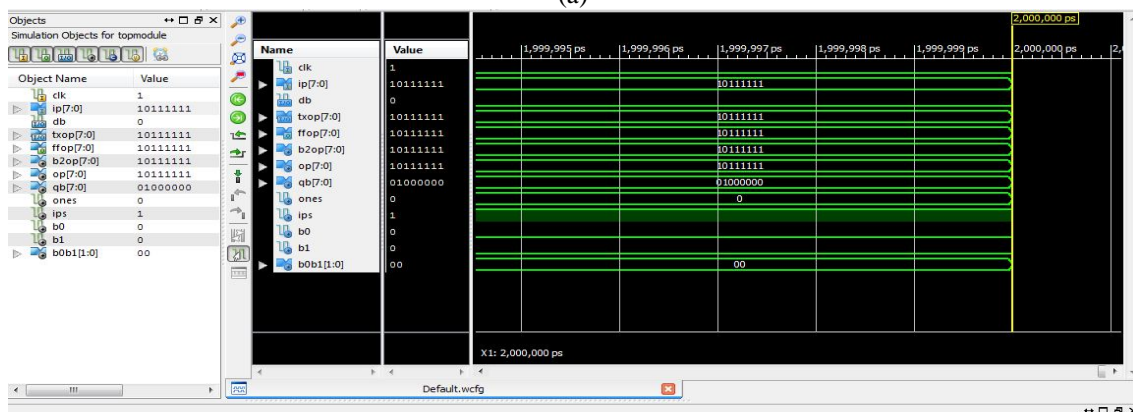 (a)
Objects
Simulation Objects for topmodule
Object Name Value
clk 1
ip[7:0] 10111111
db 0
txop[7:0] 10111111
ffop[7:0] 10111111
b2op[7:0] 10111111
op[7:0] 10111111
qb[7:0] 01000000
ones 0
ips 1
b0 0
b1 0
b0b1[1:0] 00
2,000,000 ps
Name Value 1,999,995 ps 1,999,996 ps 1,999,997 ps 1,999,998 ps 1,999,999 ps 2,000,000 ps
clk 1
ip[7:0] 10111111 10111111
db 0
txop[7:0] 10111111 10111111
ffop[7:0] 10111111 10111111
b2op[7:0] 10111111 10111111
op[7:0] 10111111 10111111
qb[7:0] 01000000 01000000
ones 0 0
ips 1
b0 0
b1 0
b0b1[1:0] 00 00
X1: 2,000,000 ps
Default.wcfg